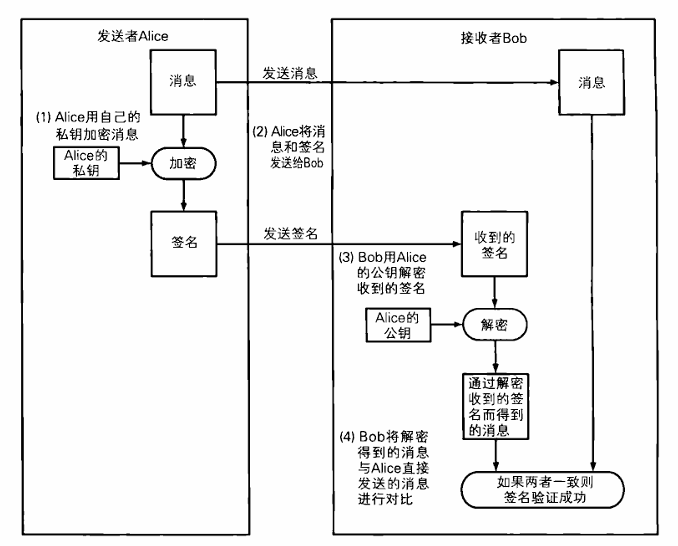 发送者Alice
接收者Bob
消息
发送消息
消息
(1) Alice用自己的
私钥加密消息
(2) Alice将消
息和签名
发送给Bob
Alice的
私钥
加密
签名
发送签名
收到的
签名
(3) Bob用Alice
的公钥解密
收到的签名
Alice的
公钥
解密
通过解密
收到的签
名而得到
的消息
(4) Bob将解密
得到的消息
与Alice直接
发送的消息
进行对比
如果两者一致则
签名验证成功